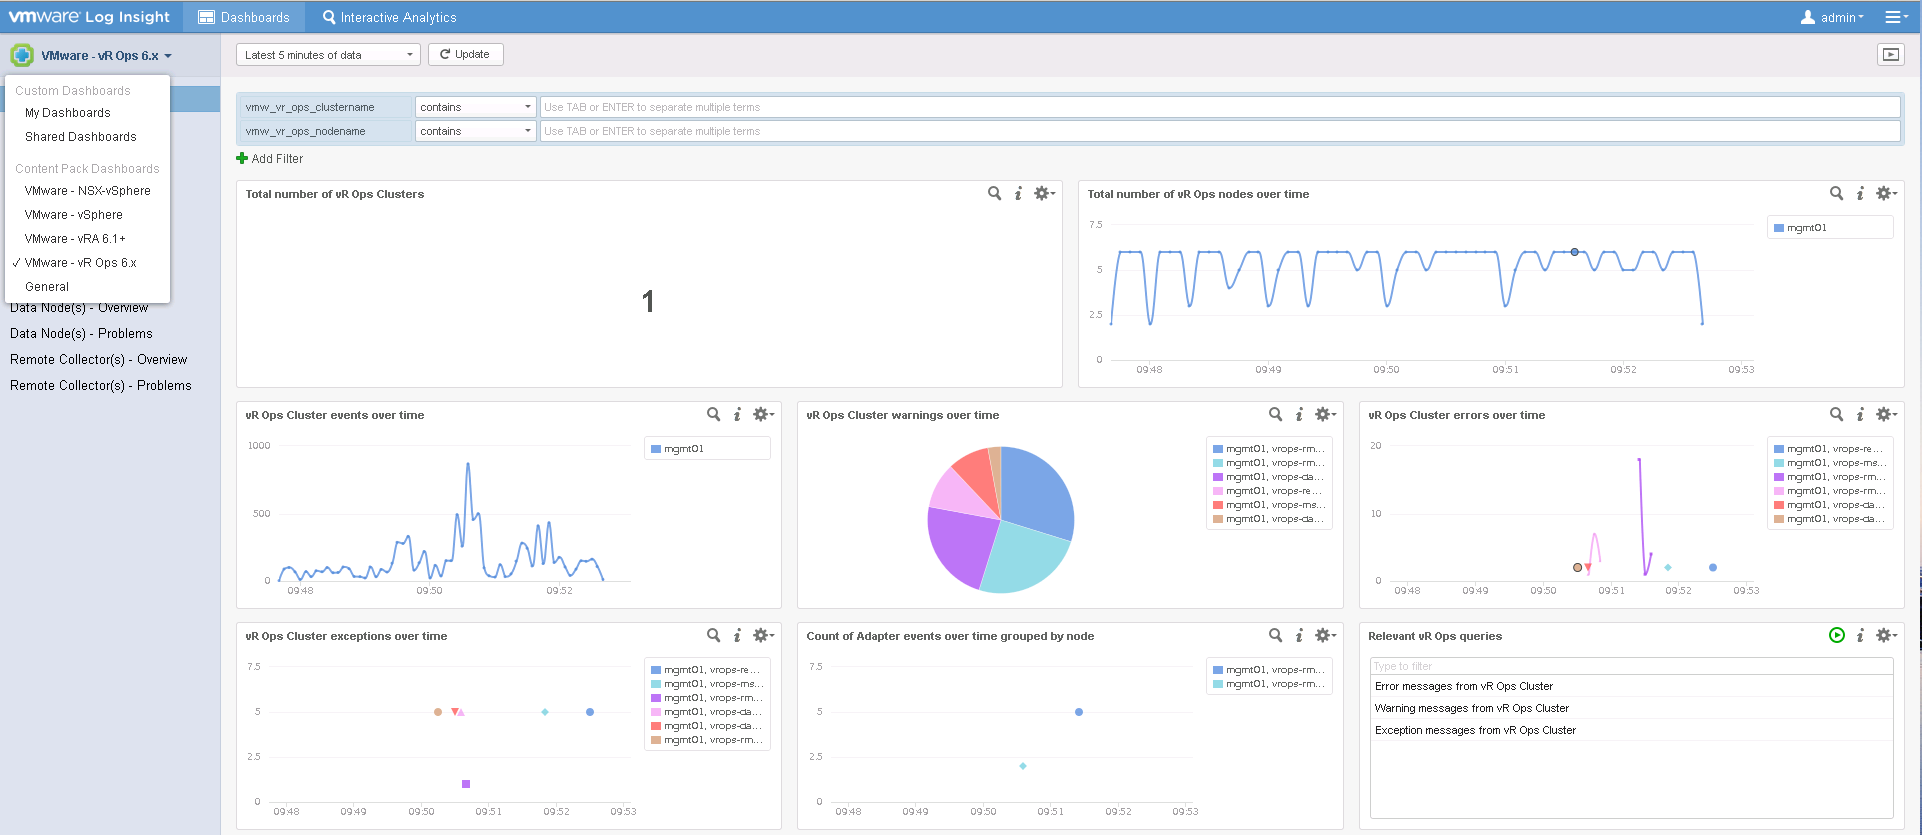 vmware Log Insight
Dashboards
Interactive Analytics
admin
VMware - vR Ops 6.x
Custom Dashboards
My Dashboards
Shared Dashboards
Content Pack Dashboards
VMware - NSX-vSphere
VMware - vSphere
VMware - vRA 6.1+
✓ VMware - vR Ops 6.x
General
Data Node(s) - Overview
Data Node(s) - Problems
Remote Collector(s) - Overview
Remote Collector(s) - Problems
Latest 5 minutes of data
Update
vmw_vr_ops_clustername contains Use TAB or ENTER to separate multiple terms
vmw_vr_ops_nodename contains Use TAB or ENTER to separate multiple terms
Add Filter
Total number of vR Ops Clusters
1
Total number of vR Ops nodes over time
7.5
5
2.5
0
09:48 09:49 09:50 09:51 09:52 09:53
mgmt01
vR Ops Cluster events over time
1000
500
0
09:48 09:50 09:52
mgmt01
vR Ops Cluster warnings over time
mgmt01, vrops-rm...
mgmt01, vrops-rm...
mgmt01, vrops-da...
mgmt01, vrops-re...
mgmt01, vrops-ms...
mgmt01, vrops-da...
vR Ops Cluster errors over time
20
10
0
09:48 09:49 09:50 09:51 09:52 09:53
mgmt01, vrops-re...
mgmt01, vrops-ms...
mgmt01, vrops-rm...
mgmt01, vrops-rm...
mgmt01, vrops-da...
mgmt01, vrops-da...
vR Ops Cluster exceptions over time
7.5
5
2.5
0
09:48 09:49 09:50 09:51 09:52 09:53
mgmt01, vrops-re...
mgmt01, vrops-ms...
mgmt01, vrops-rm...
mgmt01, vrops-da...
mgmt01, vrops-da...
mgmt01, vrops-rm...
Count of Adapter events over time grouped by node
7.5
5
2.5
0
09:48 09:49 09:50 09:51 09:52 09:53
mgmt01, vrops-rm...
mgmt01, vrops-rm...
Relevant vR Ops queries
Type to filter
Error messages from vR Ops Cluster
Warning messages from vR Ops Cluster
Exception messages from vR Ops Cluster